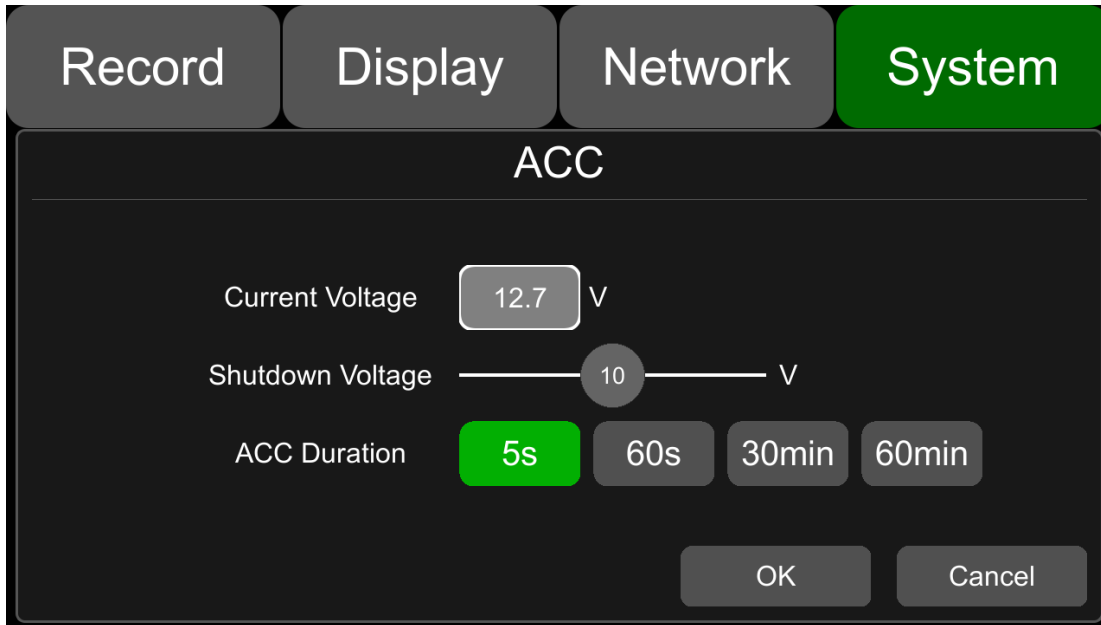 Record Display Network System
ACC
Current Voltage 12.7 V
Shutdown Voltage 10 V
ACC Duration 5s 60s 30min 60min
OK Cancel